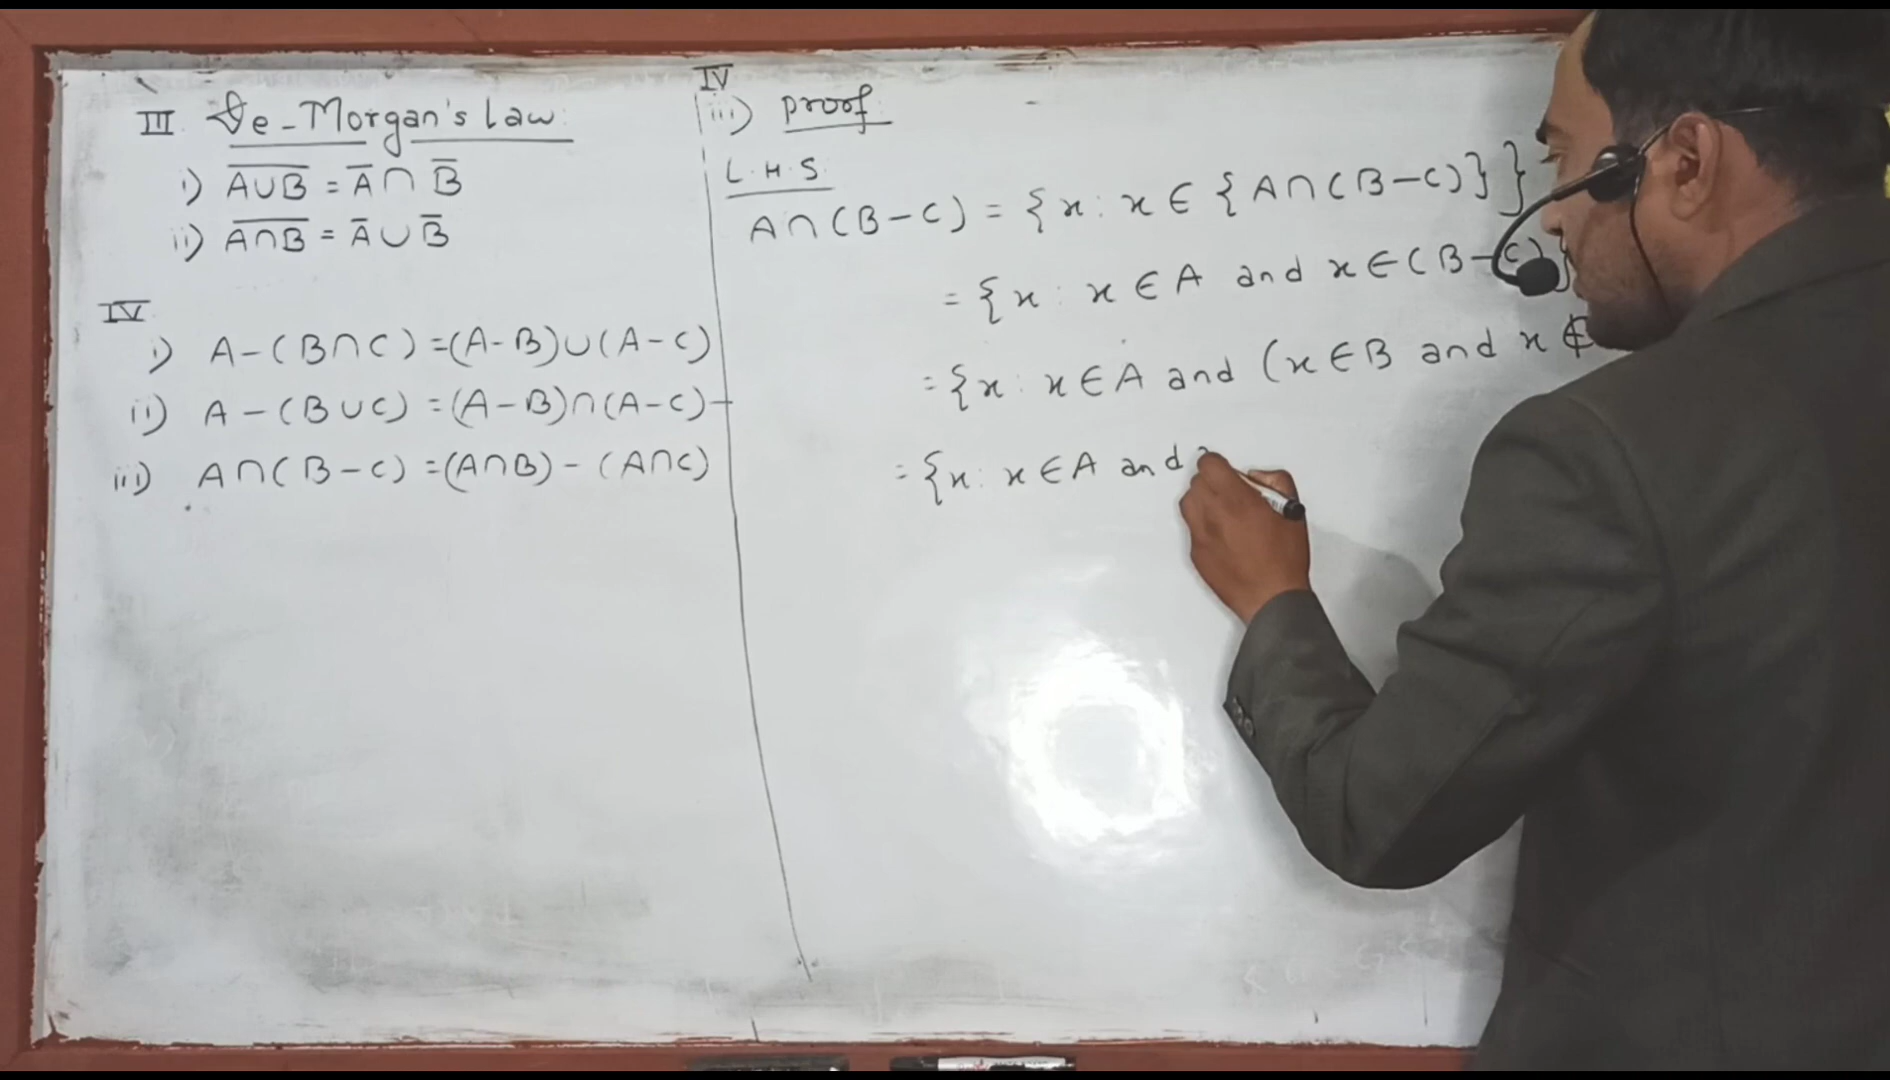 III. De-Morgan's Law:
i) A∪B̅ = A̅ ∩ B̅
ii) A∩B̅ = A̅ ∪ B̅
IV.
i) A-(B∩C) =(A-B)∪(A-C)
ii) A-(B∪C) =(A-B)∩(A-C)
iii) A∩(B-C) =(A∩B)-(A∩C)
IV
iii) proof:
L.H.S.
A∩(B-C) = {x: x∈{A∩(B-C)}}
= {x: x∈A and x∈(B-C)}
= {x: x∈A and (x∈B and x∉
= {x: x∈A and